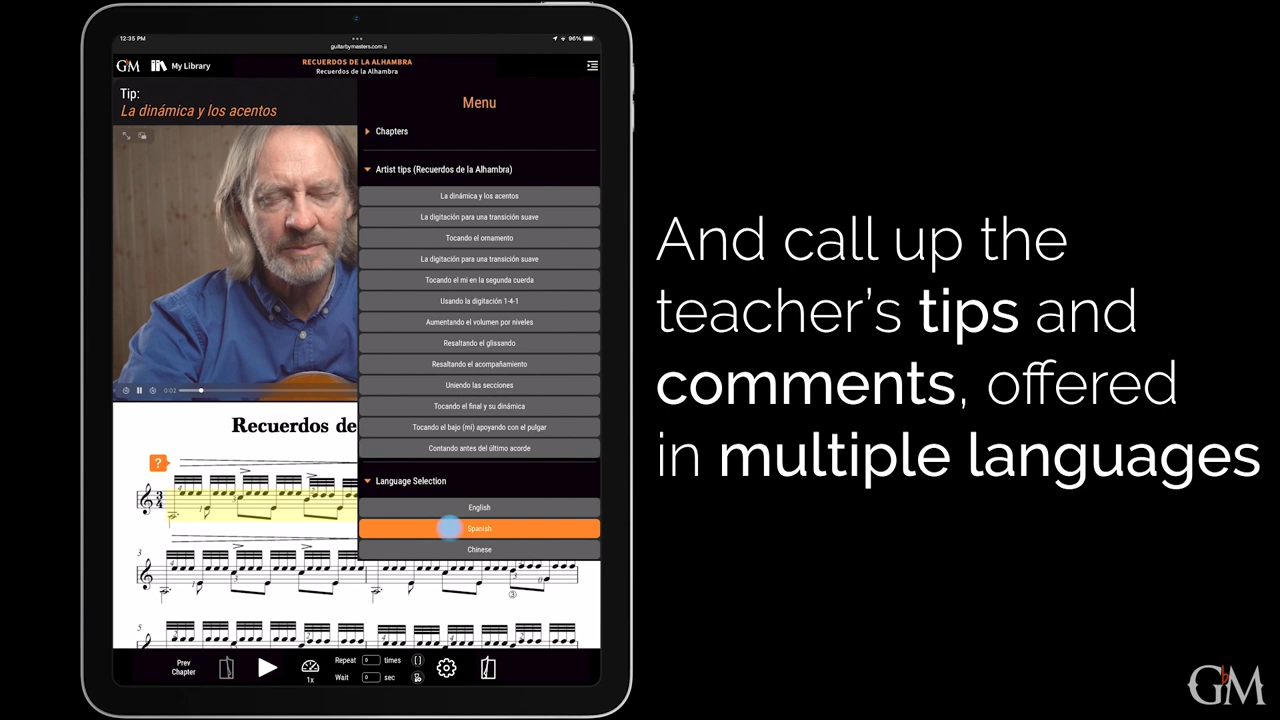 12:35 PM
guitarbymasters.com
96%
GbM
My Library
RECUERDOS DE LA ALHAMBRA
Recuerdos de la Alhambra
Tip:
La dinámica y los acentos
Menu
Chapters
Artist tips (Recuerdos de la Alhambra)
La dinámica y los acentos
La digitación para una transición suave
Tocando el ornamento
La digitación para una transición suave
Tocando el mi en la segunda cuerda
Usando la digitación 1-4-1
Aumentando el volumen por niveles
Resaltando el glissando
Resaltando el acompañamiento
Uniendo las secciones
Tocando el final y su dinámica
Tocando el bajo (mi) apoyando con el pulgar
Contando antes del último acorde
Language Selection
English
Spanish
Chinese
0:02
Recuerdos de
?
3
5
Prev
Chapter
1x
Repeat 0 times
Wait 0 sec
And call up the
teacher's tips and
comments, offered
in multiple languages
GbM